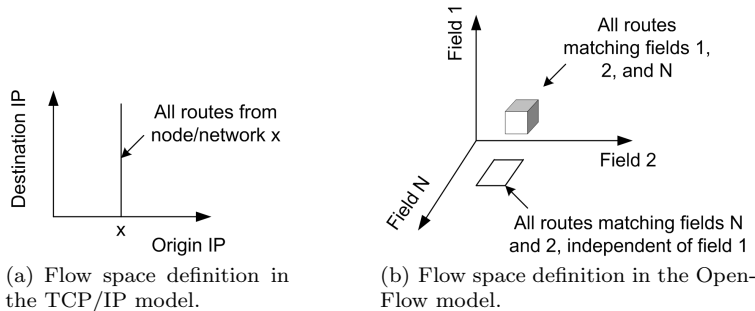 Destination IP
All routes from
node/network x
x
Origin IP
(a) Flow space definition in
the TCP/IP model.
Field 1
All routes
matching fields 1,
2, and N
Field 2
Field N
All routes matching fields N
and 2, independent of field 1
(b) Flow space definition in the Open-
Flow model.